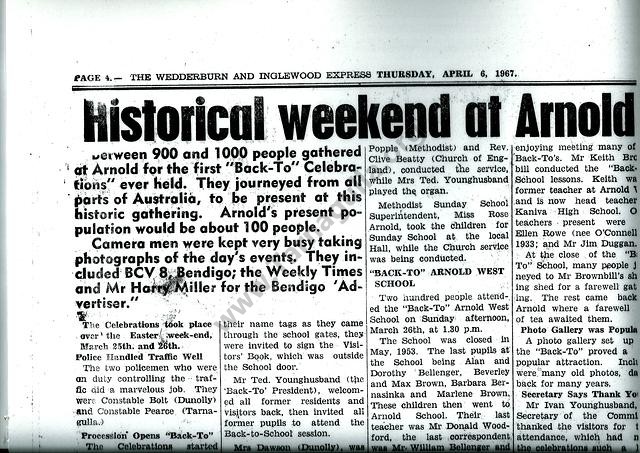 PAGE 4.— THE WEDDERBURN AND INGLEWOOD EXPRESS THURSDAY, APRIL 6, 1967.
Historical weekend at Arnold
Between 900 and 1000 people gathered
at Arnold for the first "Back-To" Celebra-
tions" ever held. They journeyed from all
parts of Australia, to be present at this
historic gathering. Arnold's present po-
pulation would be about 100 people.
Camera men were kept very busy taking
photographs of the day's events. They in-
cluded BCV 8, Bendigo; the Weekly Times
and Mr Harry Miller for the Bendigo 'Ad-
vertiser."
The Celebrations took place
over the Easter week-end,
March 25th. and 26th.
Police Handled Traffic Well
The two policemen who were
on duty controlling the traf-
fic did a marvelous job. They
were Constable Bolt (Dunolly)
and Constable Pearce (Tarna-
gulla.)
Procession Opens "Back-To"
The Celebrations started
their name tags as they came
through the school gates, they
were invited to sign the Visi-
tors' Book, which was outside
the School door.
Mr Ted. Younghusband (the
'Back-To' President), welcom-
ed all former residents and
visitors back, then invited all
former pupils to attend the
Back-to-School session.
Mrs Dawson (Dunolly), was
Popple (Methodist) and Rev.
Clive Beatty (Church of Eng-
land), conducted the service,
while Mrs Ted. Younghusband
played the organ.
Methodist Sunday School
Superintendent, Miss Rose
Arnold, took the children for
Sunday School at the local
Hall, while the Church service
was being conducted.
"BACK-TO" ARNOLD WEST
SCHOOL
Two hundred people attend-
ed the "Back-To" Arnold West
School on Sunday afternoon,
March 26th, at 1.30 p.m.
The School was closed in
May, 1953. The last pupils at
the School being Alan and
Dorothy Bellenger, Beverley
and Max Brown, Barbara Ber-
nasinka and Marlene Brown.
These children then went to
Arnold School. Their last
teacher was Mr Donald Wood-
ford, the last correspondent
was Mr William Bellenger and
enjoying meeting many of
Back-To's. Mr Keith Bro
bill conducted the "Back
School lessons. Keith wa
former teacher at Arnold
and is now head teacher
Kaniva High School.
teachers present were
Ellen Rowe (nee O'Connell
1933; and Mr Jim Duggan.
At the close of the "B
To" School, many people
neyed to Mr Brownbill's sh
ing shed for a farewell gat
ing. The rest came back
Arnold where a farewell
of tea awaited them.
Photo Gallery was Popula
A photo gallery set up
the "Back-To" proved a
popular attraction. Inclu
were many old photos, da
back for many years.
Secretary Says Thank Yo
Mr Ivan Younghusband,
Secretary of the Commit
thanked the visitors for
attendance, which had
the celebrations such a